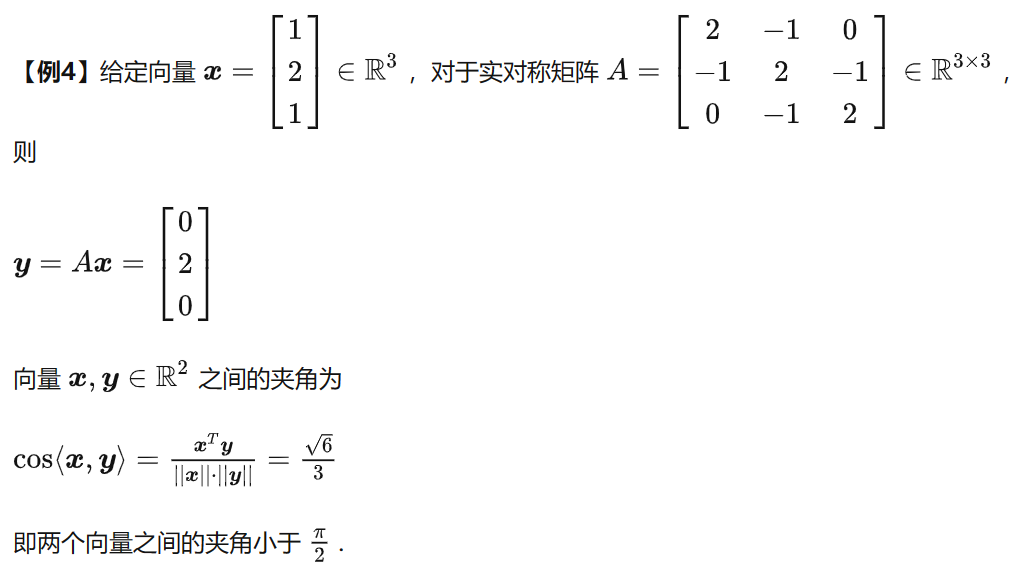 【例4】给定向量 $\boldsymbol{x} = \begin{bmatrix} 1 \\ 2 \\ 1 \end{bmatrix} \in \mathbb{R}^3$ ，对于实对称矩阵 $A = \begin{bmatrix} 2 & -1 & 0 \\ -1 & 2 & -1 \\ 0 & -1 & 2 \end{bmatrix} \in \mathbb{R}^{3 \times 3}$ ，
则
$\boldsymbol{y} = A\boldsymbol{x} = \begin{bmatrix} 0 \\ 2 \\ 0 \end{bmatrix}$
向量 $\boldsymbol{x}, \boldsymbol{y} \in \mathbb{R}^2$ 之间的夹角为
$\cos\langle \boldsymbol{x}, \boldsymbol{y} \rangle = \frac{\boldsymbol{x}^T \boldsymbol{y}}{||\boldsymbol{x}|| \cdot ||\boldsymbol{y}||} = \frac{\sqrt{6}}{3}$
即两个向量之间的夹角小于 $\frac{\pi}{2}$ .